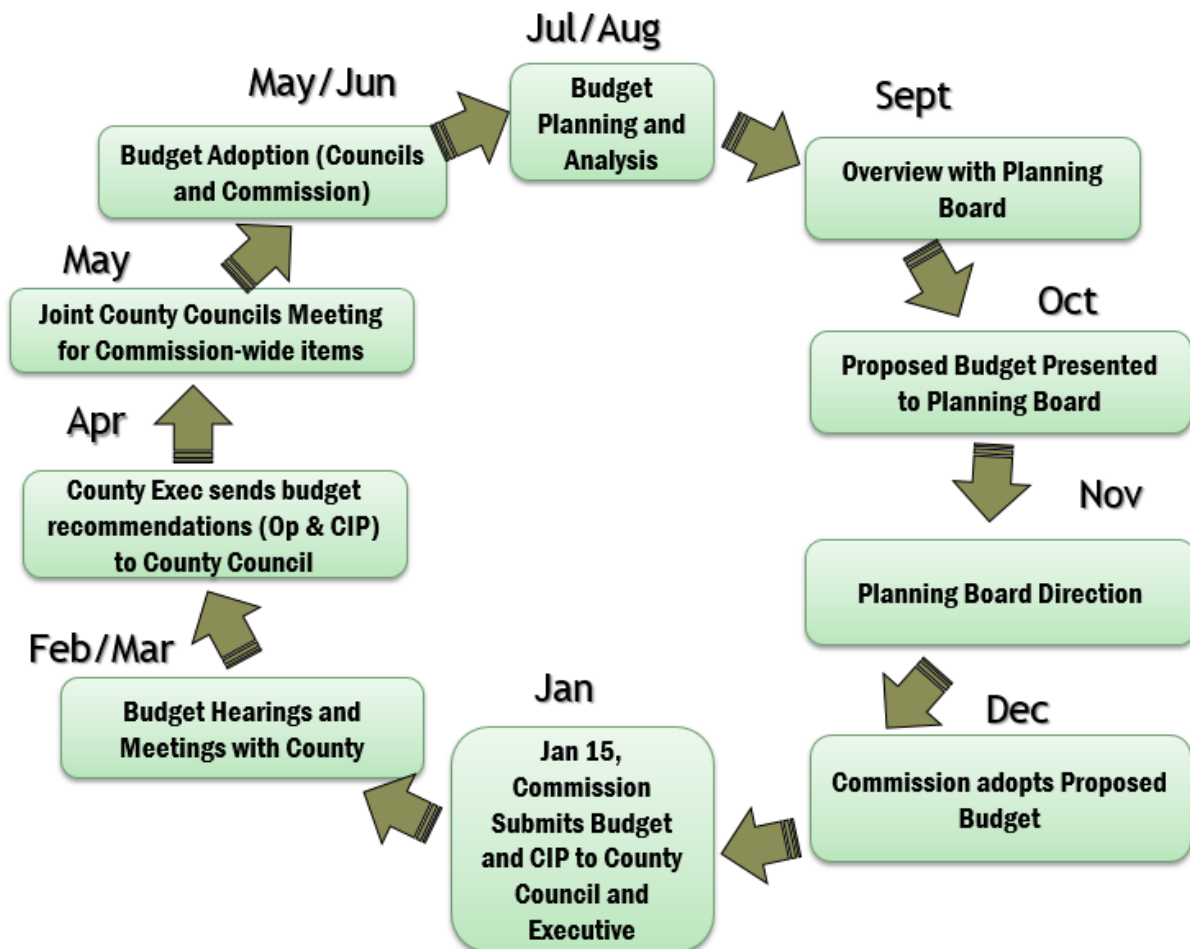 Jul/Aug
Budget
Planning and
Analysis
Sept
Overview with Planning
Board
Oct
Proposed Budget Presented
to Planning Board
Nov
Planning Board Direction
Dec
Commission adopts Proposed
Budget
Jan
Jan 15,
Commission
Submits Budget
and CIP to County
Council and
Executive
Feb/Mar
Budget Hearings and
Meetings with County
Apr
County Exec sends budget
recommendations (Op & CIP)
to County Council
May
Joint County Councils Meeting
for Commission-wide items
May/Jun
Budget Adoption (Councils
and Commission)